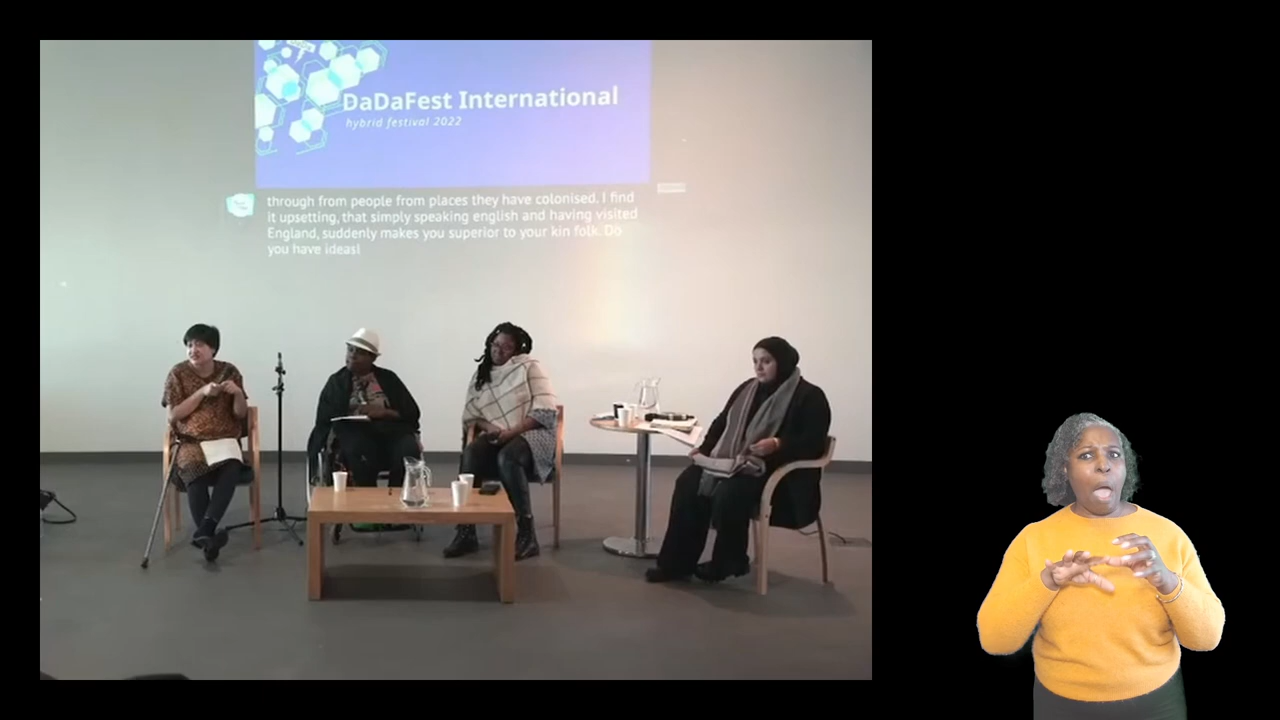 DaDaFest International
hybrid festival 2022
through from people from places they have colonised. I find
it upsetting, that simply speaking english and having visited
England, suddenly makes you superior to your kin folk. Do
you have ideas!